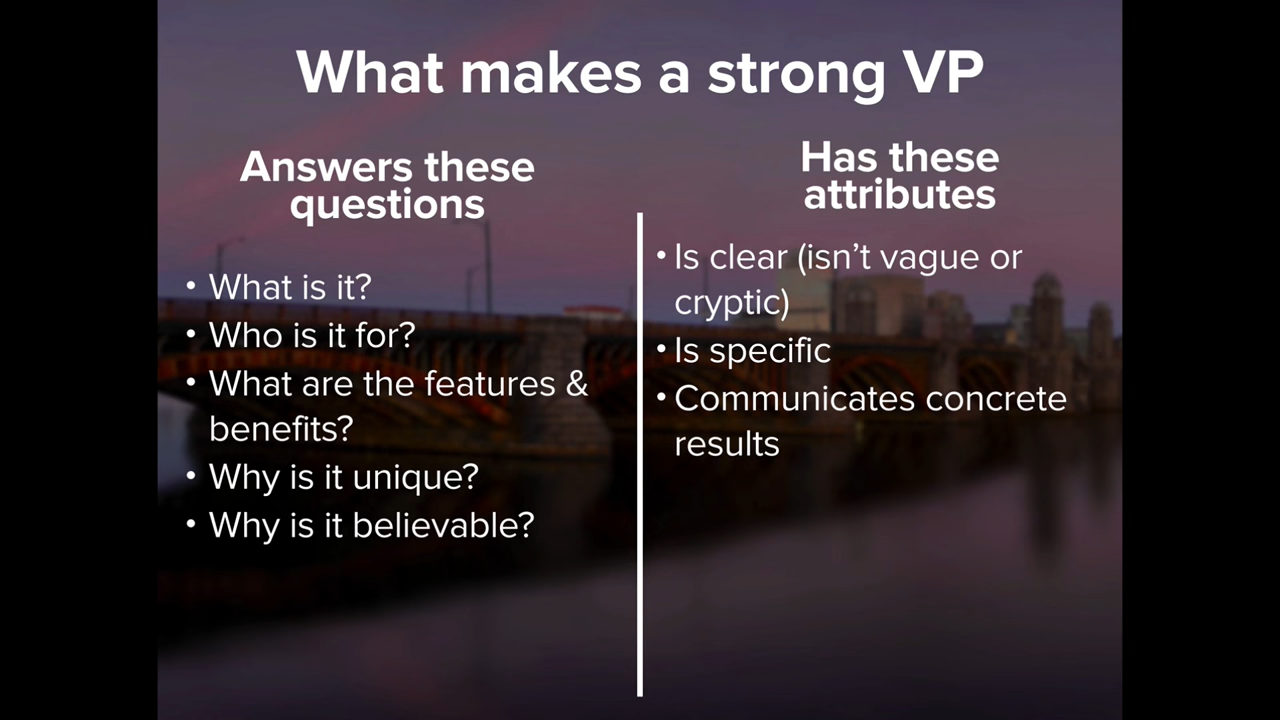 What makes a strong VP
Answers these
questions
• What is it?
• Who is it for?
• What are the features &
benefits?
• Why is it unique?
• Why is it believable?
Has these
attributes
• Is clear (isn’t vague or
cryptic)
• Is specific
• Communicates concrete
results